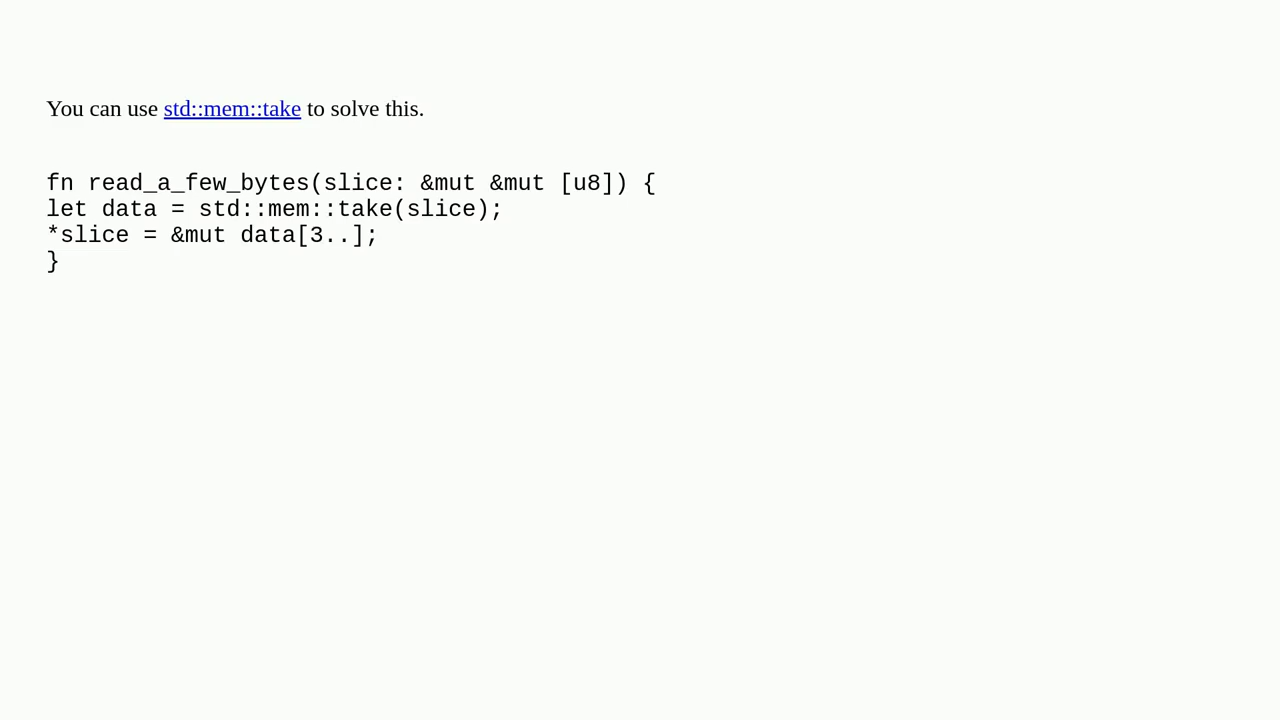 You can use std::mem::take to solve this.
fn read_a_few_bytes(slice: &mut &mut [u8]) {
let data = std::mem::take(slice);
*slice = &mut data[3..];
}